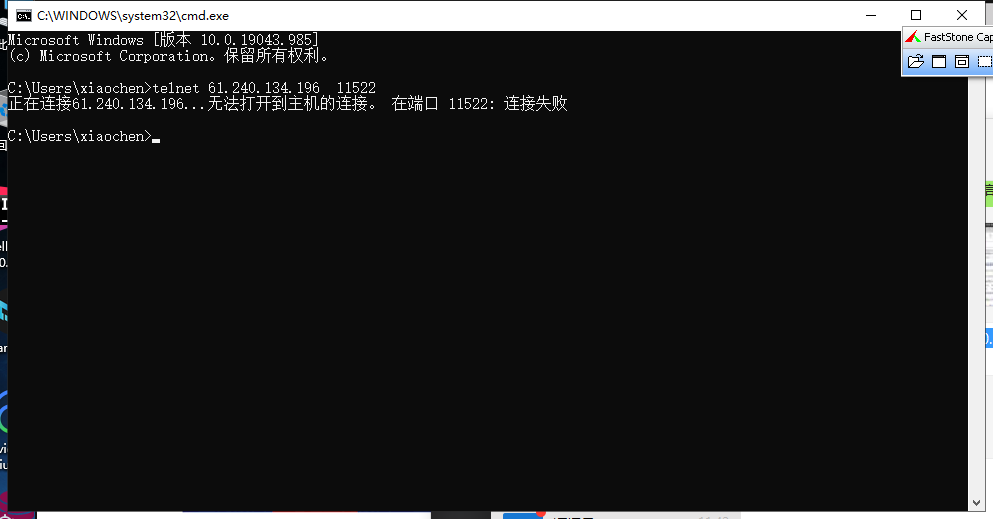 C:\WINDOWS\system32\cmd.exe
FastStone Cap
Microsoft Windows [版本 10.0.19043.985]
(c) Microsoft Corporation。保留所有权利。
C:\Users\xiaochen>telnet 61.240.134.196  11522
正在连接61.240.134.196...无法打开到主机的连接。 在端口 11522: 连接失败
C:\Users\xiaochen>